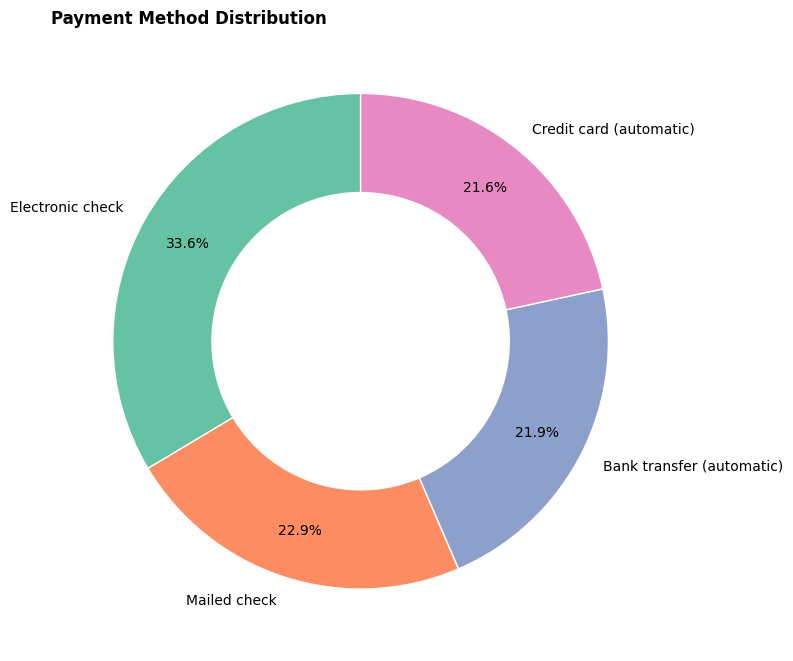 Payment Method Distribution
Credit card (automatic)
21.6%
Electronic check
33.6%
21.9%
Bank transfer (automatic)
22.9%
Mailed check